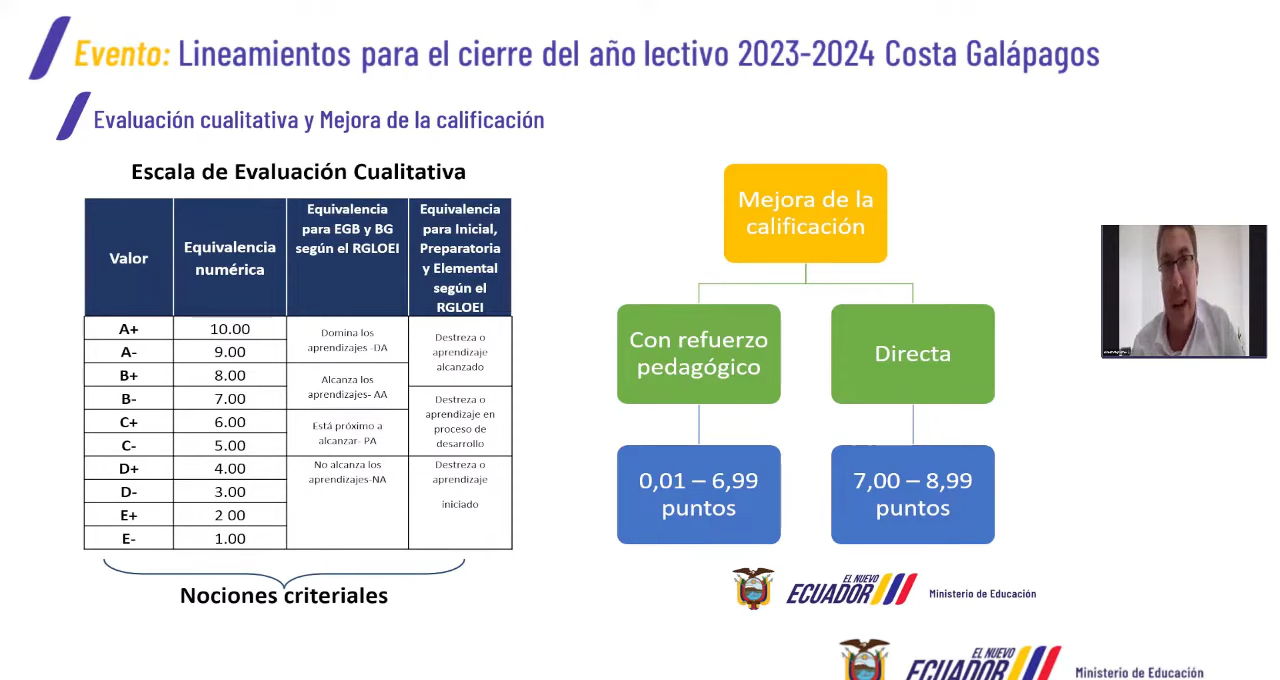 Evento: Lineamientos para el cierre del año lectivo 2023-2024 Costa Galápagos
Evaluación cualitativa y Mejora de la calificación
Escala de Evaluación Cualitativa
Valor
Equivalencia
numérica
Equivalencia
para EGB y BG
según el RGLOEI
Equivalencia
para Inicial,
Preparatoria
y Elemental
según el
RGLOEI
A+ 10.00
A- 9.00
B+ 8.00
B- 7.00
C+ 6.00
C- 5.00
D+ 4.00
D- 3.00
E+ 2 00
E- 1.00
Domina los
aprendizajes -DA
Alcanza los
aprendizajes- AA
Está próximo a
alcanzar- PA
No alcanza los
aprendizajes-NA
Destreza o
aprendizaje
alcanzado
Destreza o
aprendizaje en
proceso de
desarrollo
Destreza o
aprendizaje
iniciado
Nociones criteriales
Mejora de la
calificación
Con refuerzo
pedagógico
Directa
0,01 – 6,99
puntos
7,00 – 8,99
puntos
EL NUEVO
ECUADOR
Ministerio de Educación
EL NUEVO
ECUADOR
Ministerio de Educación